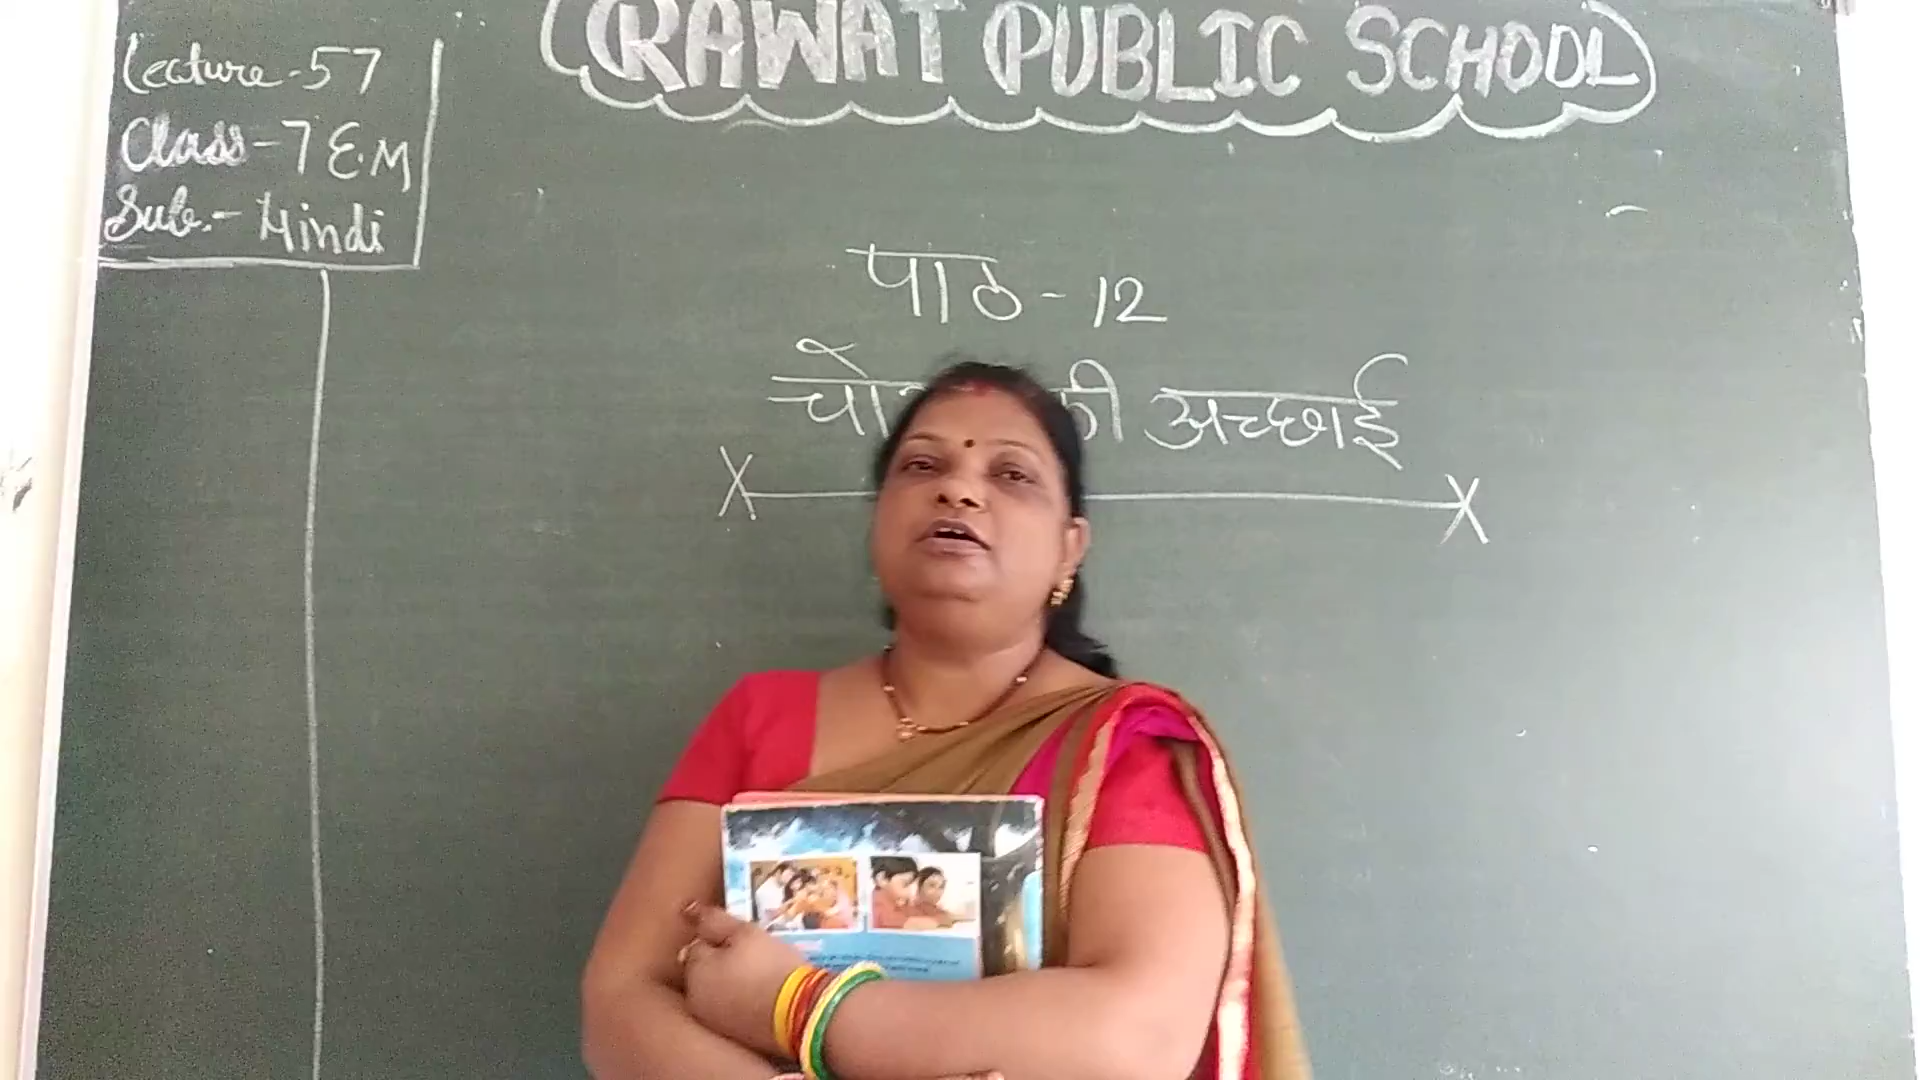 RAWAT PUBLIC SCHOOL
Lecture-57
Class-7 E.M
Sub.- Hindi
पाठ-12
की अच्छाई